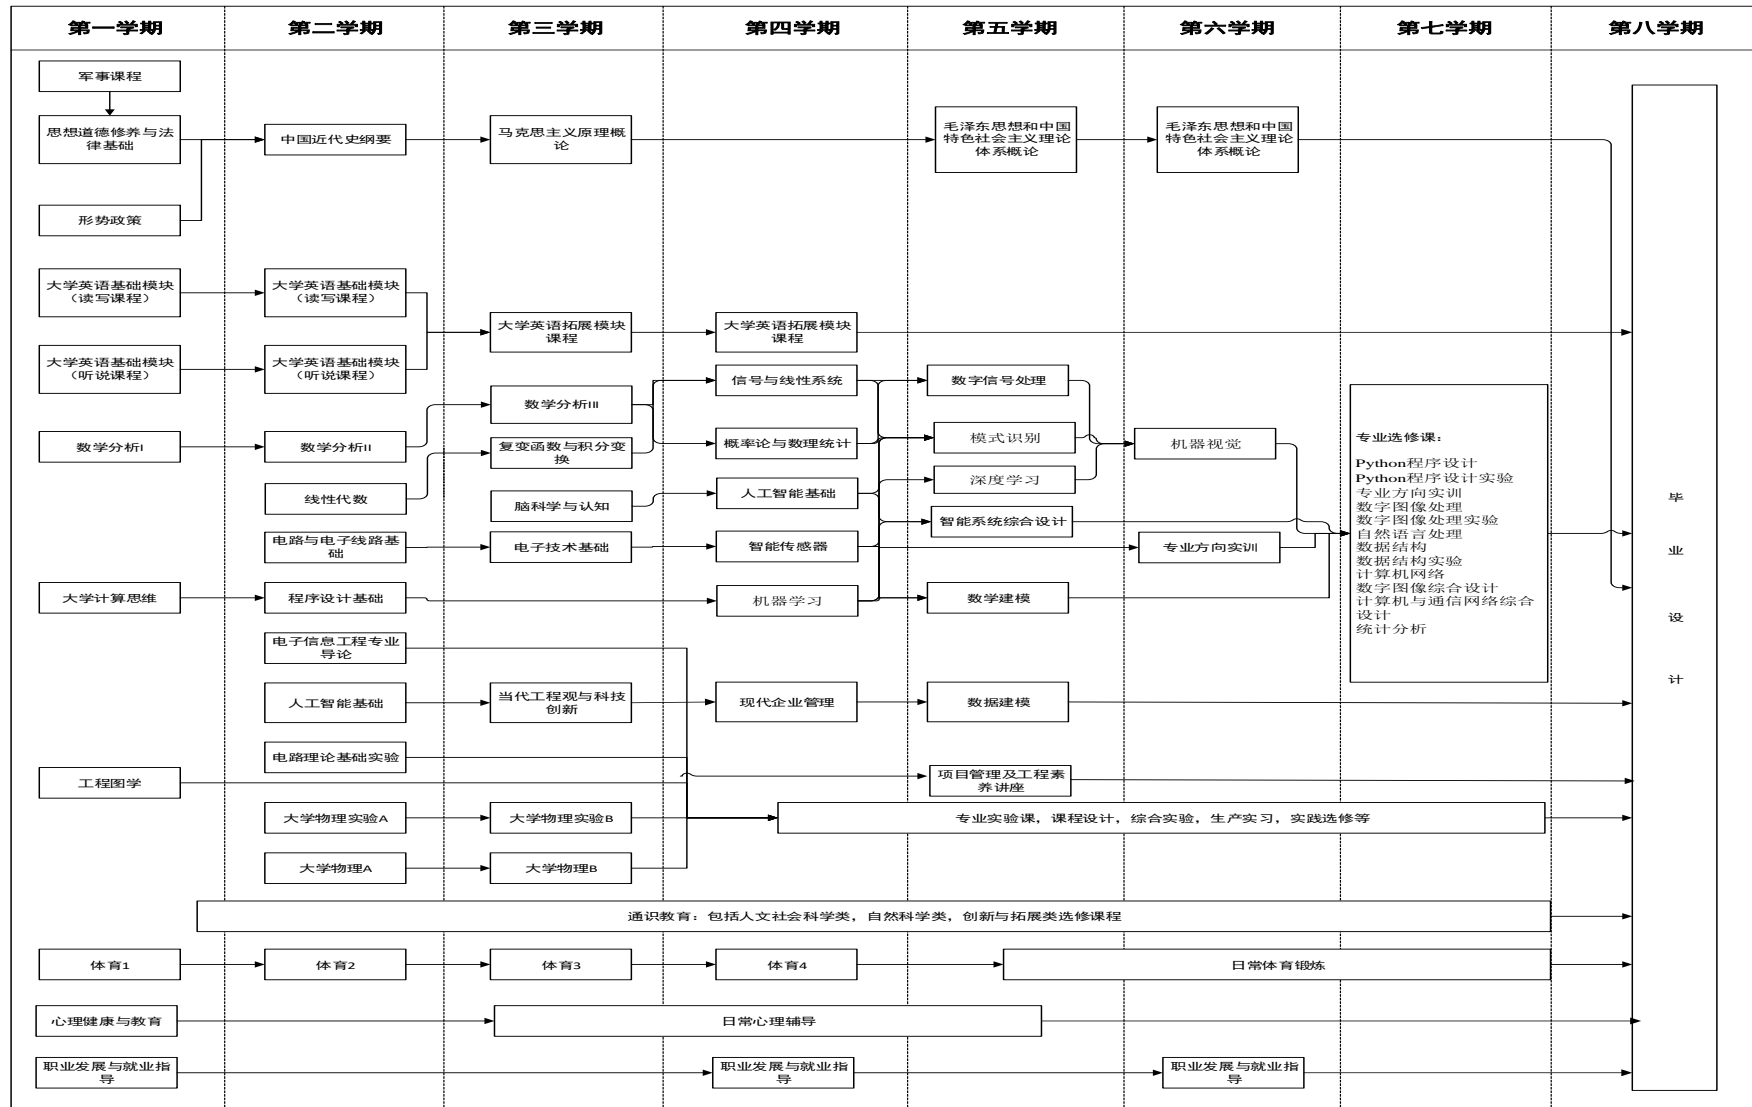 第一学期
第二学期
第三学期
第四学期
第五学期
第六学期
第七学期
第八学期
军事课程
思想道德修养与法
律基础
中国近代史纲要
马克思主义原理概
论
毛泽东思想和中国
特色社会主义理论
体系概论
毛泽东思想和中国
特色社会主义理论
体系概论
形势政策
大学英语基础模块
（读写课程）
大学英语基础模块
（读写课程）
大学英语拓展模块
课程
大学英语拓展模块
课程
大学英语基础模块
（听说课程）
大学英语基础模块
（听说课程）
信号与线性系统
数字信号处理
数学分析III
数学分析I
数学分析II
复变函数与积分变
换
概率论与数理统计
模式识别
机器视觉
深度学习
线性代数
脑科学与认知
人工智能基础
智能系统综合设计
电路与电子线路基
础
电子技术基础
智能传感器
专业方向实训
大学计算思维
程序设计基础
机器学习
数学建模
专业选修课：
Python程序设计
Python程序设计实验
专业方向实训
数字图像处理
数字图像处理实验
自然语言处理
数据结构
数据结构实验
计算机网络
数字图像综合设计
计算机与通信网络综合
设计
统计分析
毕
业
设
计
电子信息工程专业
导论
人工智能基础
当代工程观与科技
创新
现代企业管理
数据建模
电路理论基础实验
工程图学
项目管理及工程素
养讲座
大学物理实验A
大学物理实验B
专业实验课，课程设计，综合实验，生产实习，实践选修等
大学物理A
大学物理B
通识教育：包括人文社会科学类，自然科学类，创新与拓展类选修课程
体育1
体育2
体育3
体育4
日常体育锻炼
心理健康与教育
日常心理辅导
职业发展与就业指
导
职业发展与就业指
导
职业发展与就业指
导